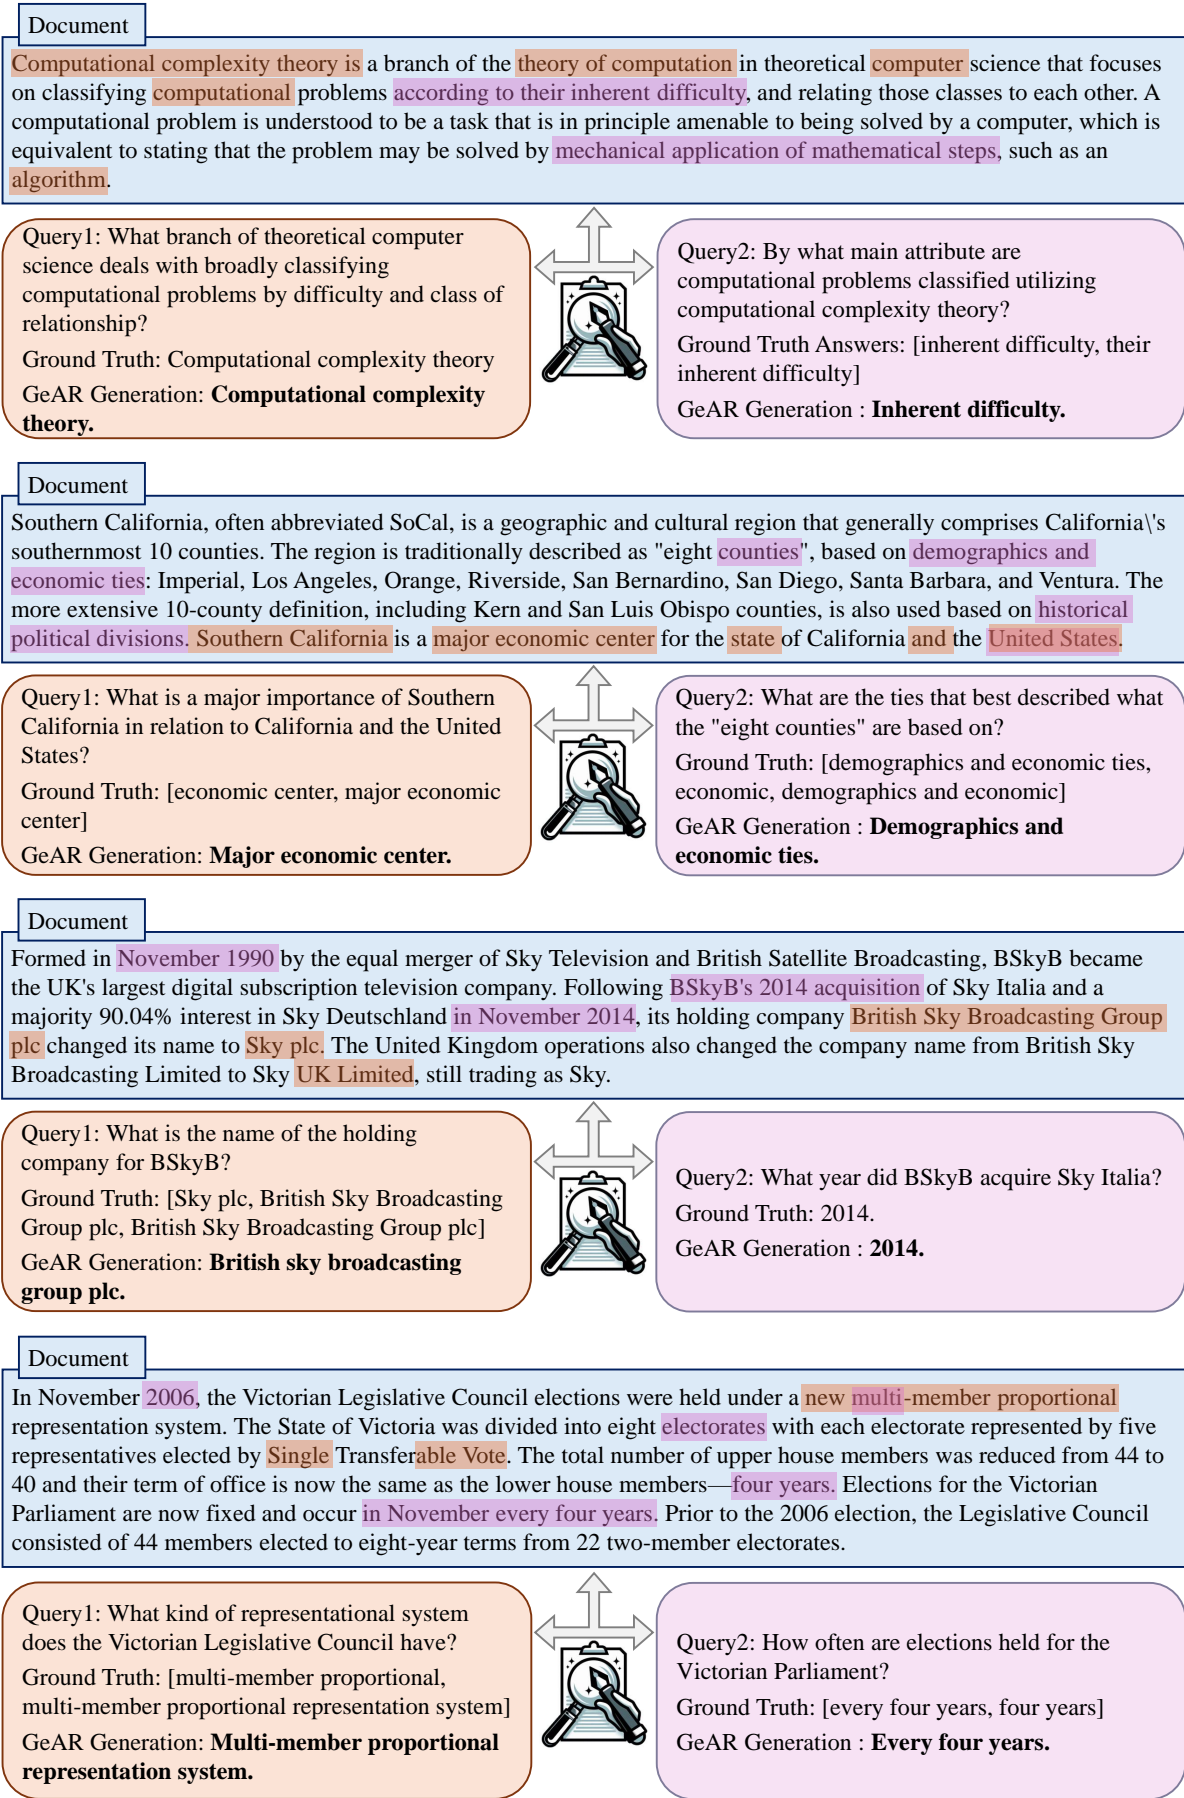 Document
Computational complexity theory is a branch of the theory of computation in theoretical computer science that focuses
on classifying computational problems according to their inherent difficulty, and relating those classes to each other. A
computational problem is understood to be a task that is in principle amenable to being solved by a computer, which is
equivalent to stating that the problem may be solved by mechanical application of mathematical steps, such as an
algorithm.
Query1: What branch of theoretical computer
science deals with broadly classifying
computational problems by difficulty and class of
relationship?
Ground Truth: Computational complexity theory
GeAR Generation: Computational complexity
theory.
Query2: By what main attribute are
computational problems classified utilizing
computational complexity theory?
Ground Truth Answers: [inherent difficulty, their
inherent difficulty]
GeAR Generation : Inherent difficulty.
Document
Southern California, often abbreviated SoCal, is a geographic and cultural region that generally comprises California\'s
southernmost 10 counties. The region is traditionally described as "eight counties", based on demographics and
economic ties: Imperial, Los Angeles, Orange, Riverside, San Bernardino, San Diego, Santa Barbara, and Ventura. The
more extensive 10-county definition, including Kern and San Luis Obispo counties, is also used based on historical
political divisions. Southern California is a major economic center for the state of California and the United States.
Query1: What is a major importance of Southern
California in relation to California and the United
States?
Ground Truth: [economic center, major economic
center]
GeAR Generation: Major economic center.
Query2: What are the ties that best described what
the "eight counties" are based on?
Ground Truth: [demographics and economic ties,
economic, demographics and economic]
GeAR Generation : Demographics and
economic ties.
Document
Formed in November 1990 by the equal merger of Sky Television and British Satellite Broadcasting, BSkyB became
the UK's largest digital subscription television company. Following BSkyB's 2014 acquisition of Sky Italia and a
majority 90.04% interest in Sky Deutschland in November 2014, its holding company British Sky Broadcasting Group
plc changed its name to Sky plc. The United Kingdom operations also changed the company name from British Sky
Broadcasting Limited to Sky UK Limited, still trading as Sky.
Query1: What is the name of the holding
company for BSkyB?
Ground Truth: [Sky plc, British Sky Broadcasting
Group plc, British Sky Broadcasting Group plc]
GeAR Generation: British sky broadcasting
group plc.
Query2: What year did BSkyB acquire Sky Italia?
Ground Truth: 2014.
GeAR Generation : 2014.
Document
In November 2006, the Victorian Legislative Council elections were held under a new multi-member proportional
representation system. The State of Victoria was divided into eight electorates with each electorate represented by five
representatives elected by Single Transferable Vote. The total number of upper house members was reduced from 44 to
40 and their term of office is now the same as the lower house members—four years. Elections for the Victorian
Parliament are now fixed and occur in November every four years. Prior to the 2006 election, the Legislative Council
consisted of 44 members elected to eight-year terms from 22 two-member electorates.
Query1: What kind of representational system
does the Victorian Legislative Council have?
Ground Truth: [multi-member proportional,
multi-member proportional representation system]
GeAR Generation: Multi-member proportional
representation system.
Query2: How often are elections held for the
Victorian Parliament?
Ground Truth: [every four years, four years]
GeAR Generation : Every four years.